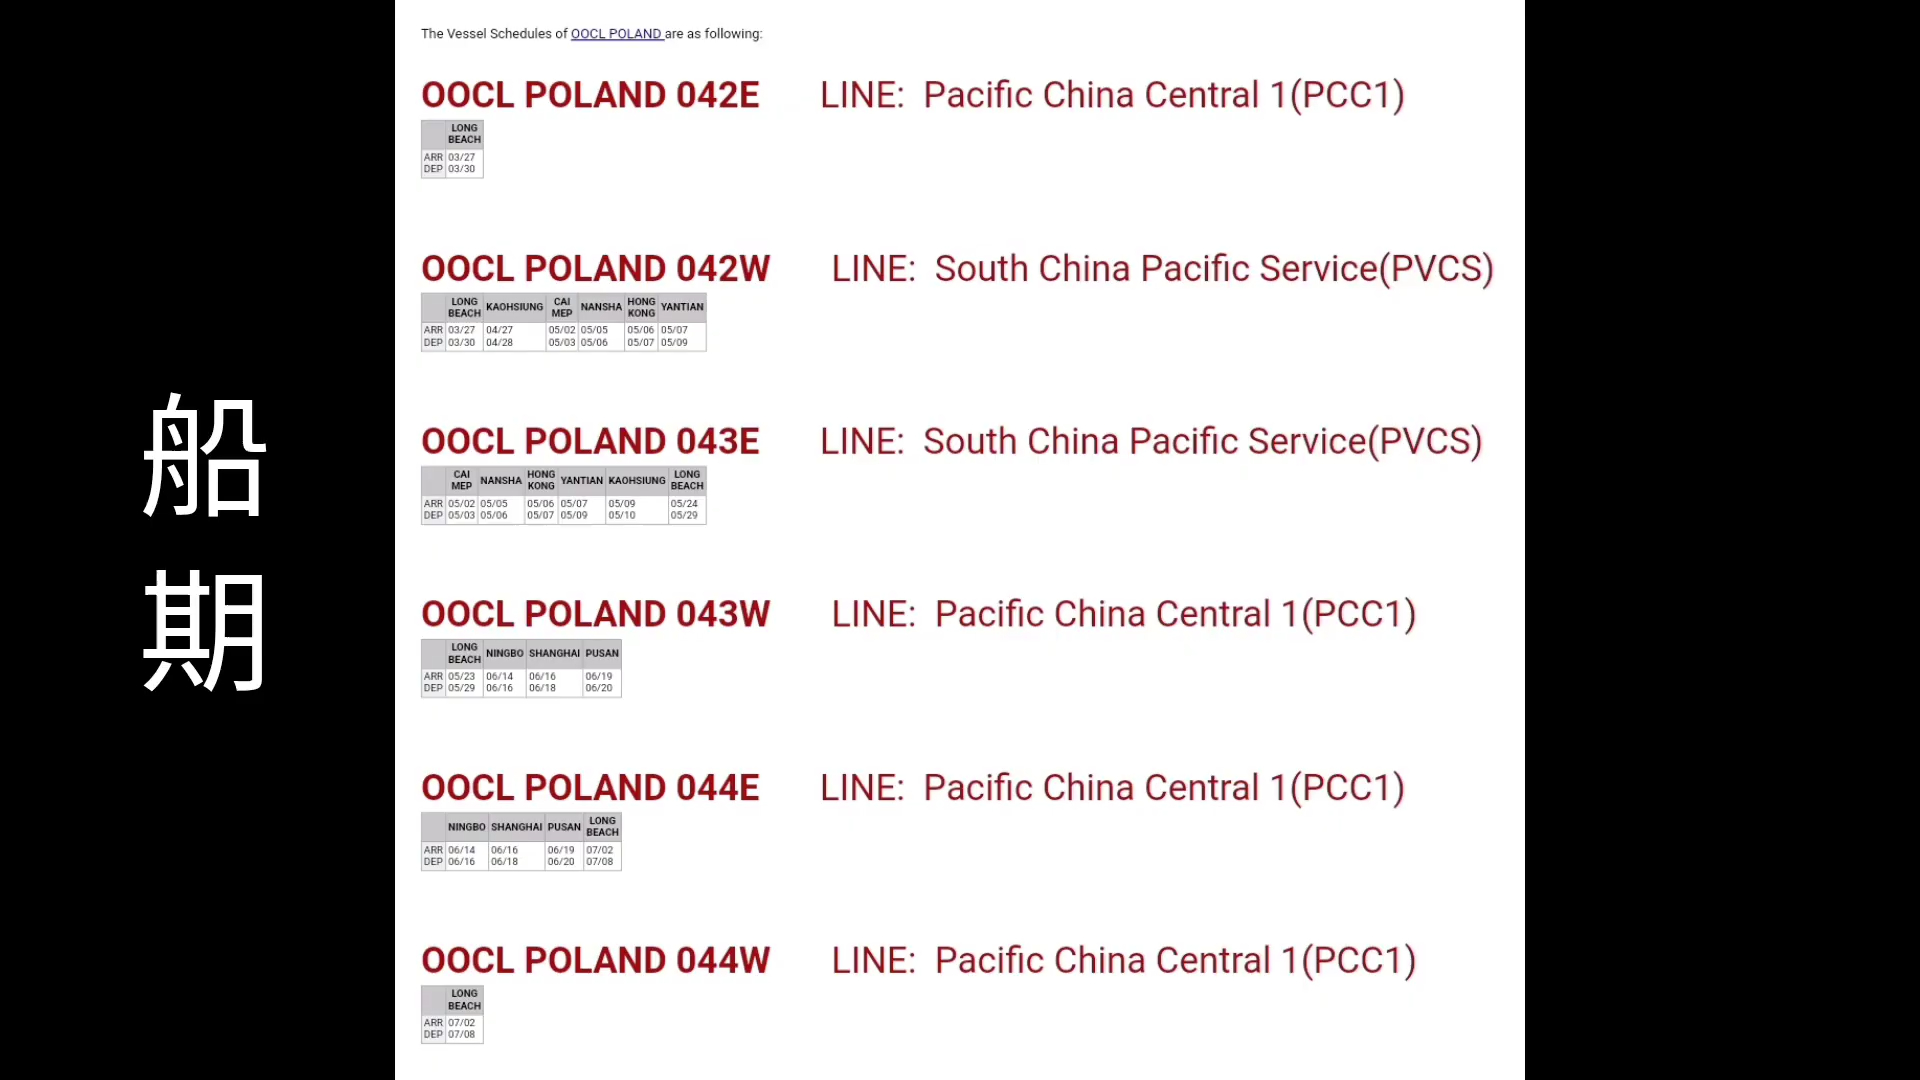 船
期
The Vessel Schedules of OOCL POLAND are as following:
OOCL POLAND 042E LINE: Pacific China Central 1(PCC1)
LONG BEACH
ARR 03/27
DEP 03/30
OOCL POLAND 042W LINE: South China Pacific Service(PVCS)
LONG BEACH KAOHSIUNG CAI MEP NANSHA HONG KONG YANTIAN
ARR 03/27 04/27 05/02 05/05 05/06 05/07
DEP 03/30 04/28 05/03 05/06 05/07 05/09
OOCL POLAND 043E LINE: South China Pacific Service(PVCS)
CAI MEP NANSHA HONG KONG YANTIAN KAOHSIUNG LONG BEACH
ARR 05/02 05/05 05/06 05/07 05/09 05/24
DEP 05/03 05/06 05/07 05/09 05/10 05/29
OOCL POLAND 043W LINE: Pacific China Central 1(PCC1)
LONG BEACH NINGBO SHANGHAI PUSAN
ARR 05/23 06/14 06/16 06/19
DEP 05/29 06/16 06/18 06/20
OOCL POLAND 044E LINE: Pacific China Central 1(PCC1)
NINGBO SHANGHAI PUSAN LONG BEACH
ARR 06/14 06/16 06/19 07/02
DEP 06/16 06/18 06/20 07/08
OOCL POLAND 044W LINE: Pacific China Central 1(PCC1)
LONG BEACH
ARR 07/02
DEP 07/08